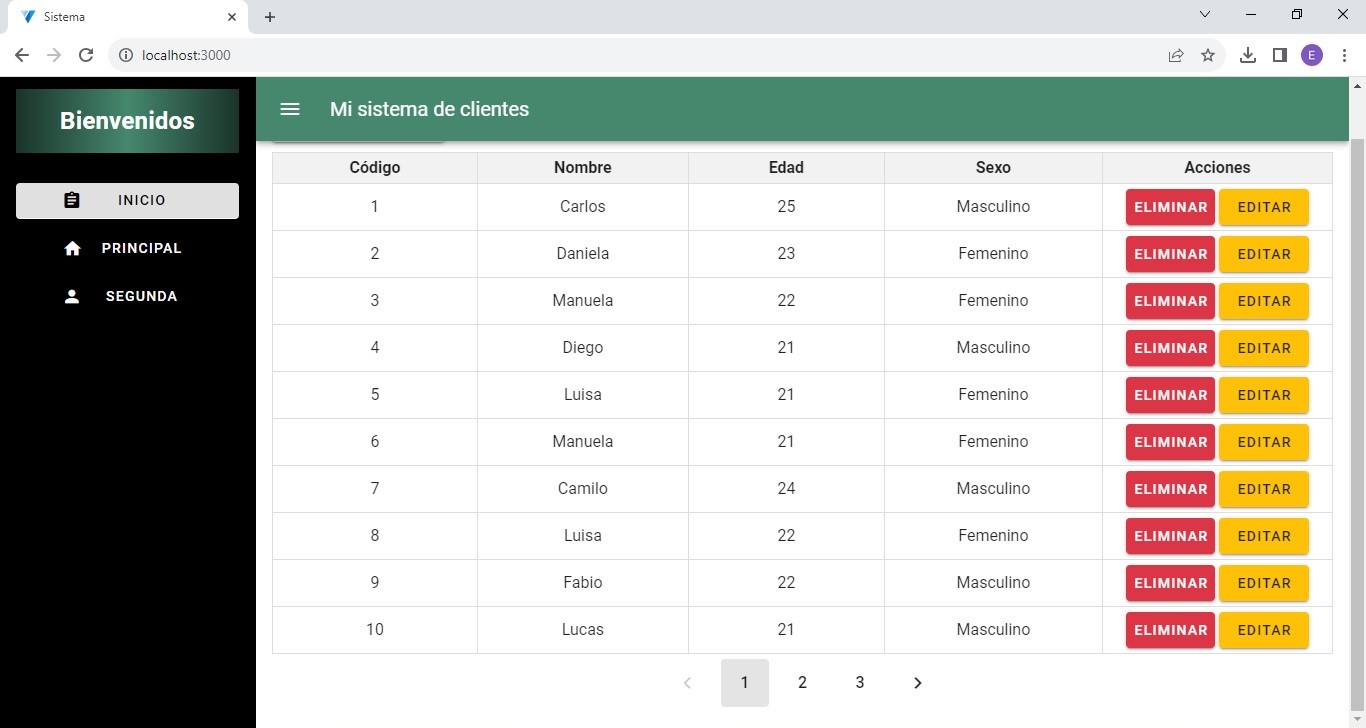 Sistema
localhost:3000
E
Bienvenidos
Mi sistema de clientes
INICIO
PRINCIPAL
SEGUNDA
Código Nombre Edad Sexo Acciones
1 Carlos 25 Masculino ELIMINAR EDITAR
2 Daniela 23 Femenino ELIMINAR EDITAR
3 Manuela 22 Femenino ELIMINAR EDITAR
4 Diego 21 Masculino ELIMINAR EDITAR
5 Luisa 21 Femenino ELIMINAR EDITAR
6 Manuela 21 Femenino ELIMINAR EDITAR
7 Camilo 24 Masculino ELIMINAR EDITAR
8 Luisa 22 Femenino ELIMINAR EDITAR
9 Fabio 22 Masculino ELIMINAR EDITAR
10 Lucas 21 Masculino ELIMINAR EDITAR
1 2 3